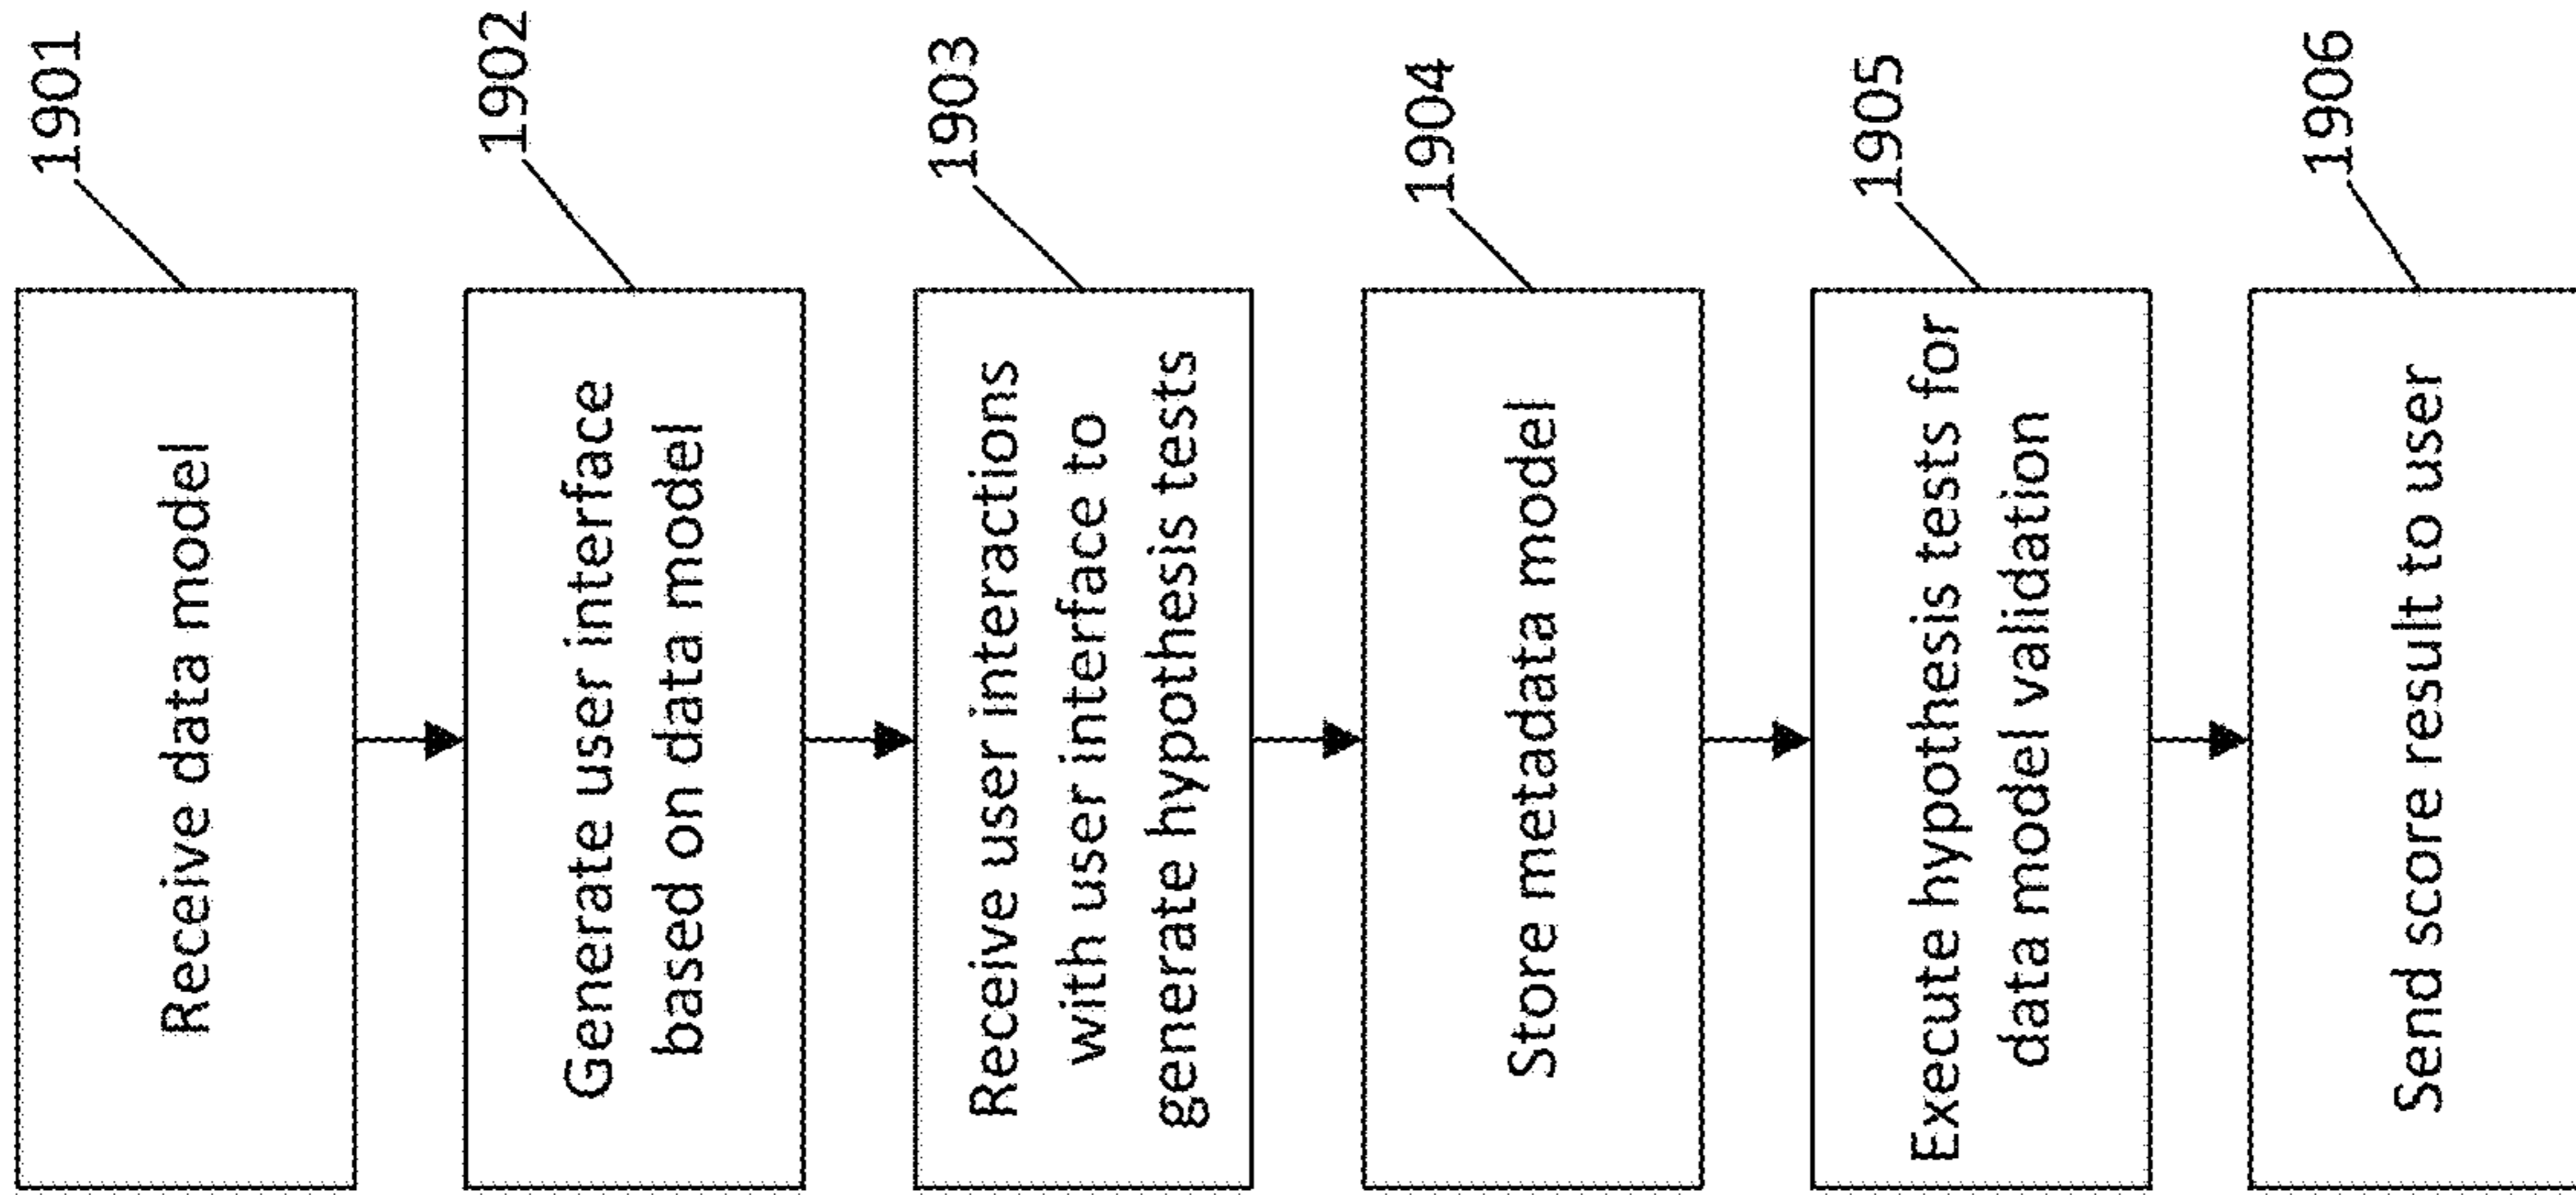 1901
Receive data model
1902
Generate user interface
based on data model
1903
Receive user interactions
with user interface to
generate hypothesis tests
1904
Store metadata model
1905
Execute hypothesis tests for
data model validation
1906
Send score result to user